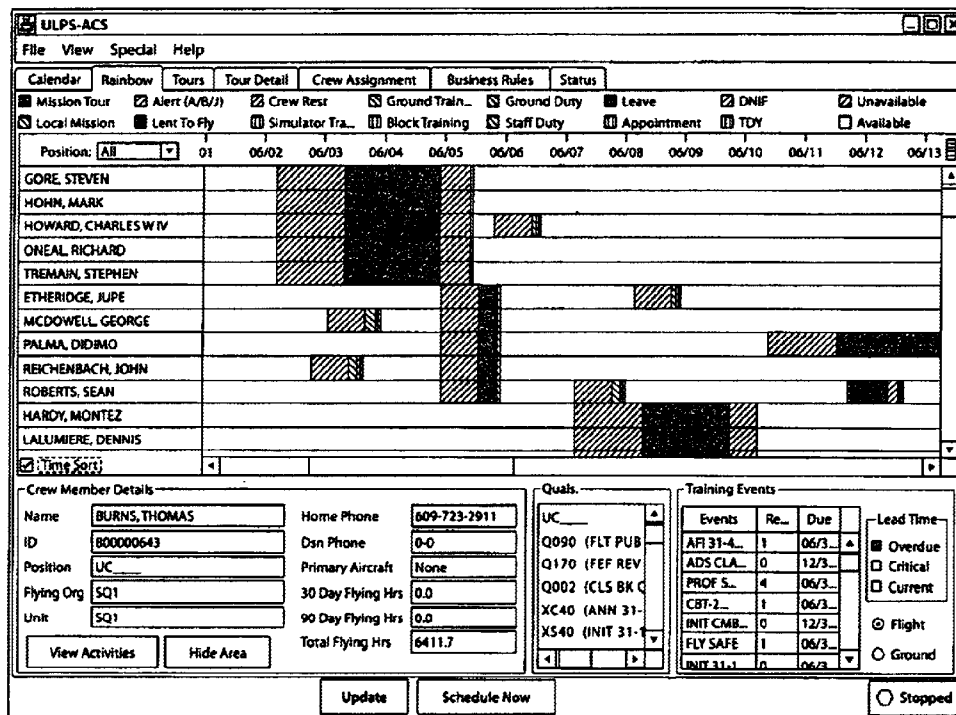 ULPS-ACS
File View Special Help
Calendar Rainbow Tours Tour Detail Crew Assignment Business Rules Status
Mission Tour Alert (A/B/J) Crew Rest Ground Train... Ground Duty Leave DNIF Unavailable
Local Mission Lent To Fly Simulator Tra... Block Training Staff Duty Appointment TDY Available
Position: All 01 06/02 06/03 06/04 06/05 06/06 06/07 06/08 06/09 06/10 06/11 06/12 06/13
GORE, STEVEN
HOHN, MARK
HOWARD, CHARLES W IV
ONEAL, RICHARD
TREMAIN, STEPHEN
ETHERIDGE, JUPE
MCDOWELL, GEORGE
PALMA, DIDIMO
REICHENBACH, JOHN
ROBERTS, SEAN
HARDY, MONTEZ
LALUMIERE, DENNIS
Time Sort
Crew Member Details
Name BURNS, THOMAS
ID 800000643
Position UC____
Flying Org SQ1
Unit SQ1
View Activities Hide Area
Home Phone 609-723-2911
Dsn Phone 0-0
Primary Aircraft None
30 Day Flying Hrs 0.0
90 Day Flying Hrs 0.0
Total Flying Hrs 6411.7
Quals.
UC____
Q090 (FLT PUB
Q170 (FEF REV
Q002 (CLS BK
XC40 (ANN 31-
XS40 (INIT 31-1
Training Events
Events Re... Due
AFI 31-4... 1 06/3...
ADS CLA... 0 12/3...
PROF S... 4 06/3...
CBT-2... 1 06/3...
INIT CMB... 0 12/3...
FLY SAFE 1 06/3...
INIT 31-1 0 06/3
Lead Time
Overdue
Critical
Current
Flight
Ground
Update Schedule Now Stopped